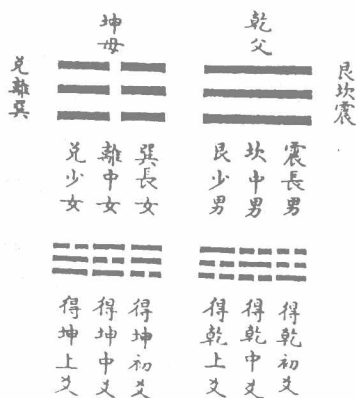 乾父
坤母
艮坎震
兌離巽
震長男
坎中男
艮少男
巽長女
離中女
兌少女
得乾初爻
得乾中爻
得乾上爻
得坤初爻
得坤中爻
得坤上爻